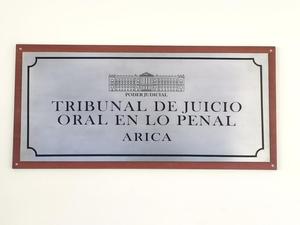 PODER JUDICIAL
TRIBUNAL DE JUICIO
ORAL EN LO PENAL
ARICA